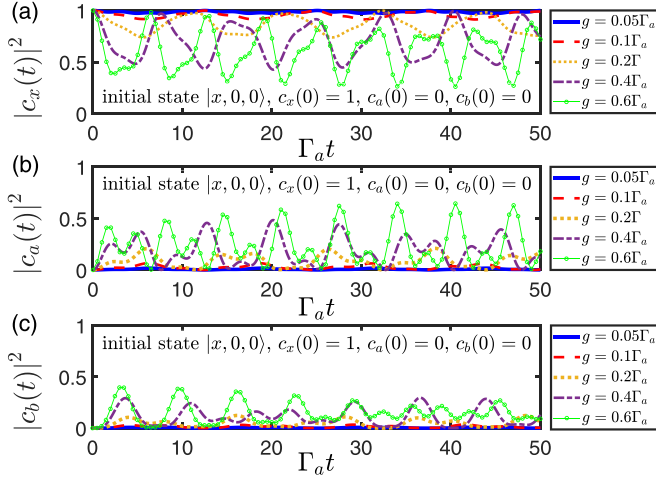 (a)
|c_x(t)|^2
1
0.5
0
initial state |x, 0, 0⟩, c_x(0) = 1, c_a(0) = 0, c_b(0) = 0
0 10 20 30 40 50
Γ_a t
g = 0.05Γ_a
g = 0.1Γ_a
g = 0.2Γ
g = 0.4Γ_a
g = 0.6Γ_a
(b)
|c_a(t)|^2
1
0.5
0
initial state |x, 0, 0⟩, c_x(0) = 1, c_a(0) = 0, c_b(0) = 0
0 10 20 30 40 50
Γ_a t
g = 0.05Γ_a
g = 0.1Γ_a
g = 0.2Γ
g = 0.4Γ_a
g = 0.6Γ_a
(c)
|c_b(t)|^2
1
0.5
0
initial state |x, 0, 0⟩, c_x(0) = 1, c_a(0) = 0, c_b(0) = 0
0 10 20 30 40 50
Γ_a t
g = 0.05Γ_a
g = 0.1Γ_a
g = 0.2Γ
g = 0.4Γ_a
g = 0.6Γ_a